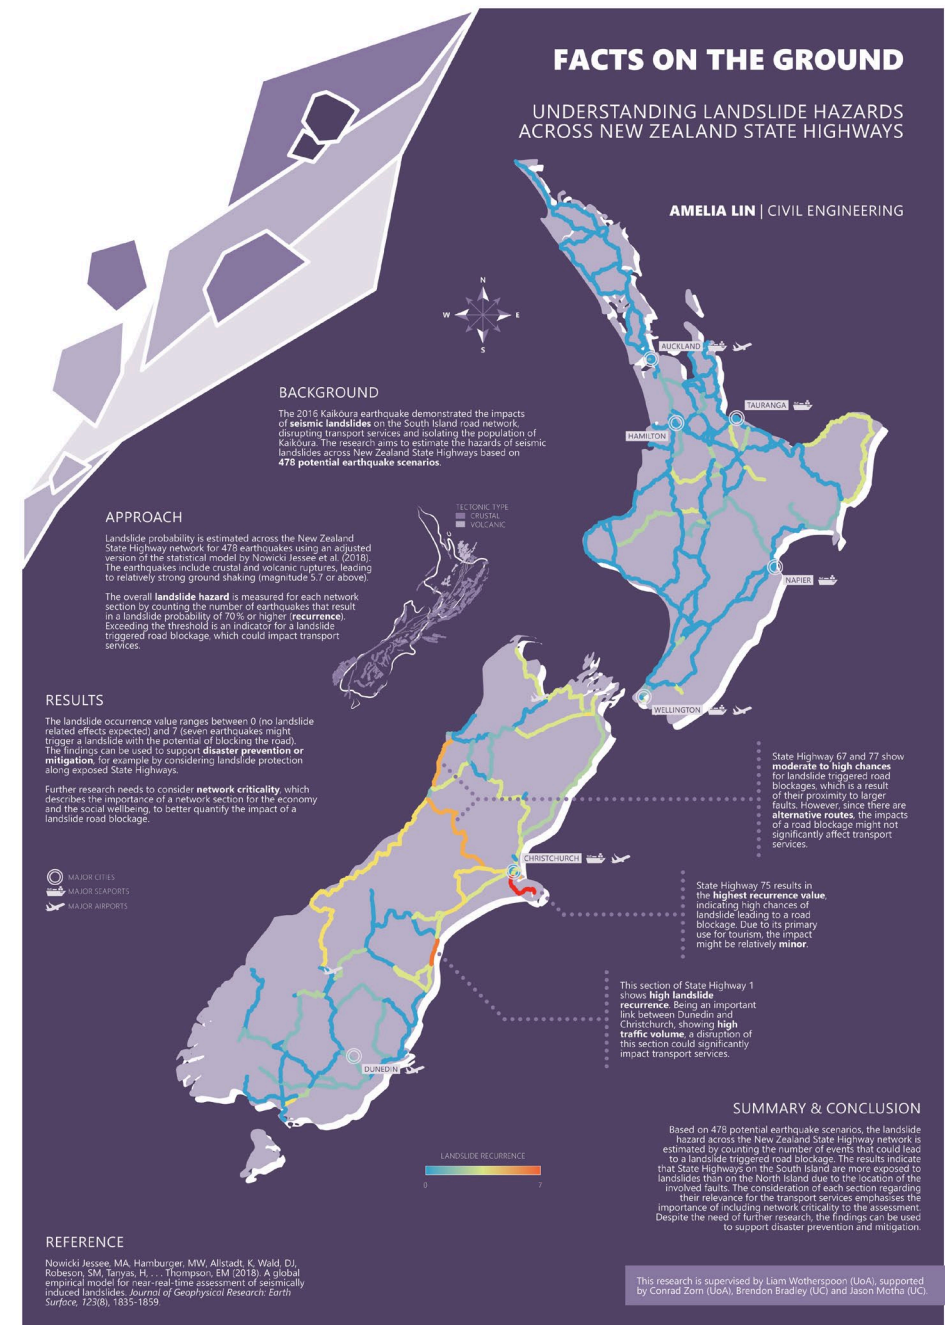 FACTS ON THE GROUND
UNDERSTANDING LANDSLIDE HAZARDS
ACROSS NEW ZEALAND STATE HIGHWAYS
AMELIA LIN | CIVIL ENGINEERING
N
W
E
S
AUCKLAND
TAURANGA
HAMILTON
NAPIER
WELLINGTON
BACKGROUND
The 2016 Kaikōura earthquake demonstrated the impacts
of seismic landslides on the South Island road network,
disrupting transport services and isolating the population of
Kaikōura. The research aims to estimate the hazards of seismic
landslides across New Zealand State Highways based on
478 potential earthquake scenarios.
APPROACH
Landslide probability is estimated across the New Zealand
State Highway network for 478 earthquakes using an adjusted
version of the statistical model by Nowicki Jessee et al. (2018).
The earthquakes include crustal and volcanic ruptures, leading
to relatively strong ground shaking (magnitude 5.7 or above).
The overall landslide hazard is measured for each network
section by counting the number of earthquakes that result
in a landslide probability of 70% or higher (recurrence).
Exceeding the threshold is an indicator for a landslide
triggered road blockage, which could impact transport
services.
TECTONIC TYPE
CRUSTAL
VOLCANIC
RESULTS
The landslide occurrence value ranges between 0 (no landslide
related effects expected) and 7 (seven earthquakes might
trigger a landslide with the potential of blocking the road).
The findings can be used to support disaster prevention or
mitigation, for example by considering landslide protection
along exposed State Highways.
Further research needs to consider network criticality, which
describes the importance of a network section for the economy
and the social wellbeing, to better quantify the impact of a
landslide road blockage.
MAJOR CITIES
MAJOR SEAPORTS
MAJOR AIRPORTS
State Highway 67 and 77 show
moderate to high chances
for landslide triggered road
blockages, which is a result
of their proximity to larger
faults. However, since there are
alternative routes, the impacts
of a road blockage might not
significantly affect transport
services.
CHRISTCHURCH
State Highway 75 results in
the highest recurrence value,
indicating high chances of
landslide leading to a road
blockage. Due to its primary
use for tourism, the impact
might be relatively minor.
This section of State Highway 1
shows high landslide
recurrence. Being an important
link between Dunedin and
Christchurch, showing high
traffic volume, a disruption of
this section could significantly
impact transport services.
DUNEDIN
LANDSLIDE RECURRENCE
0 7
SUMMARY & CONCLUSION
Based on 478 potential earthquake scenarios, the landslide
hazard across the New Zealand State Highway network is
estimated by counting the number of events that could lead
to a landslide triggered road blockage. The results indicate
that State Highways on the South Island are more exposed to
landslides than on the North Island due to the location of the
involved faults. The consideration of each section regarding
their relevance for the transport services emphasises the
importance of including network criticality to the assessment.
Despite the need of further research, the findings can be used
to support disaster prevention and mitigation.
REFERENCE
Nowicki Jessee, MA, Hamburger, MW, Allstadt, K, Wald, DJ,
Robeson, SM, Tanyas, H, . . . Thompson, EM (2018). A global
empirical model for near-real-time assessment of seismically
induced landslides. Journal of Geophysical Research: Earth
Surface, 123(8), 1835-1859.
This research is supervised by Liam Wotherspoon (UoA), supported
by Conrad Zorn (UoA), Brendon Bradley (UC) and Jason Motha (UC).